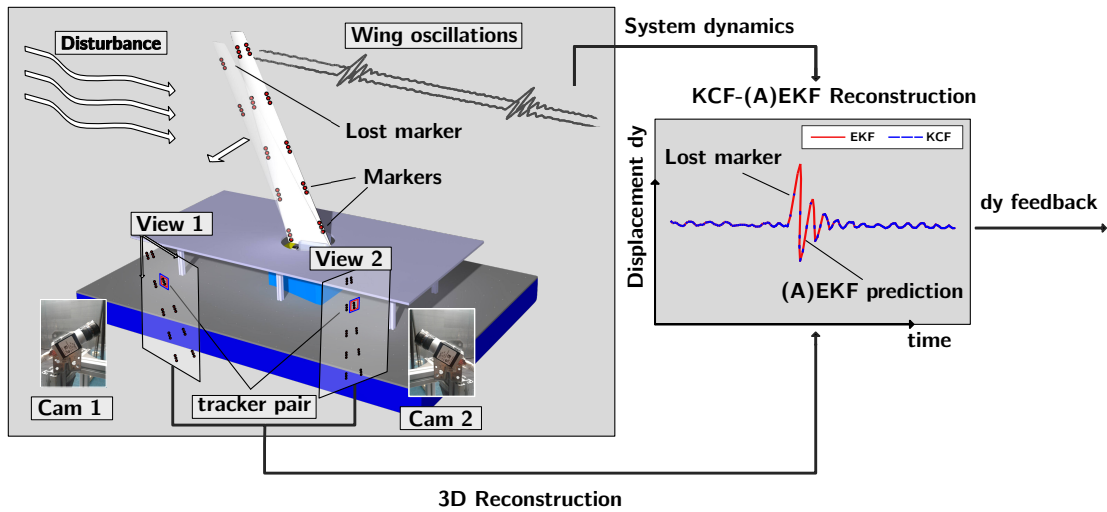 Disturbance
Wing oscillations
System dynamics
KCF-(A)EKF Reconstruction
Lost marker
Markers
View 1
View 2
Cam 1
tracker pair
Cam 2
EKF
KCF
Lost marker
Displacement dy
(A)EKF prediction
time
dy feedback
3D Reconstruction